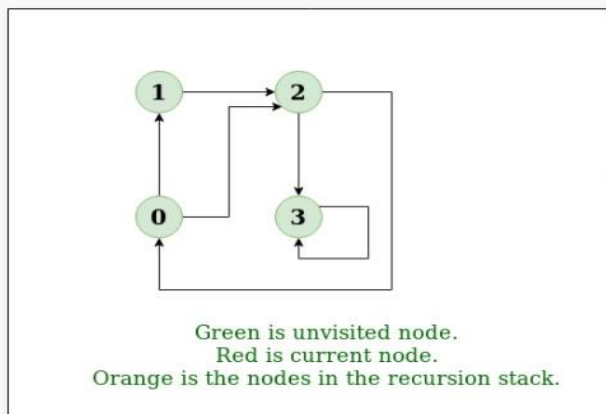 1 2
0 3
Green is unvisited node.
Red is current node.
Orange is the nodes in the recursion stack.